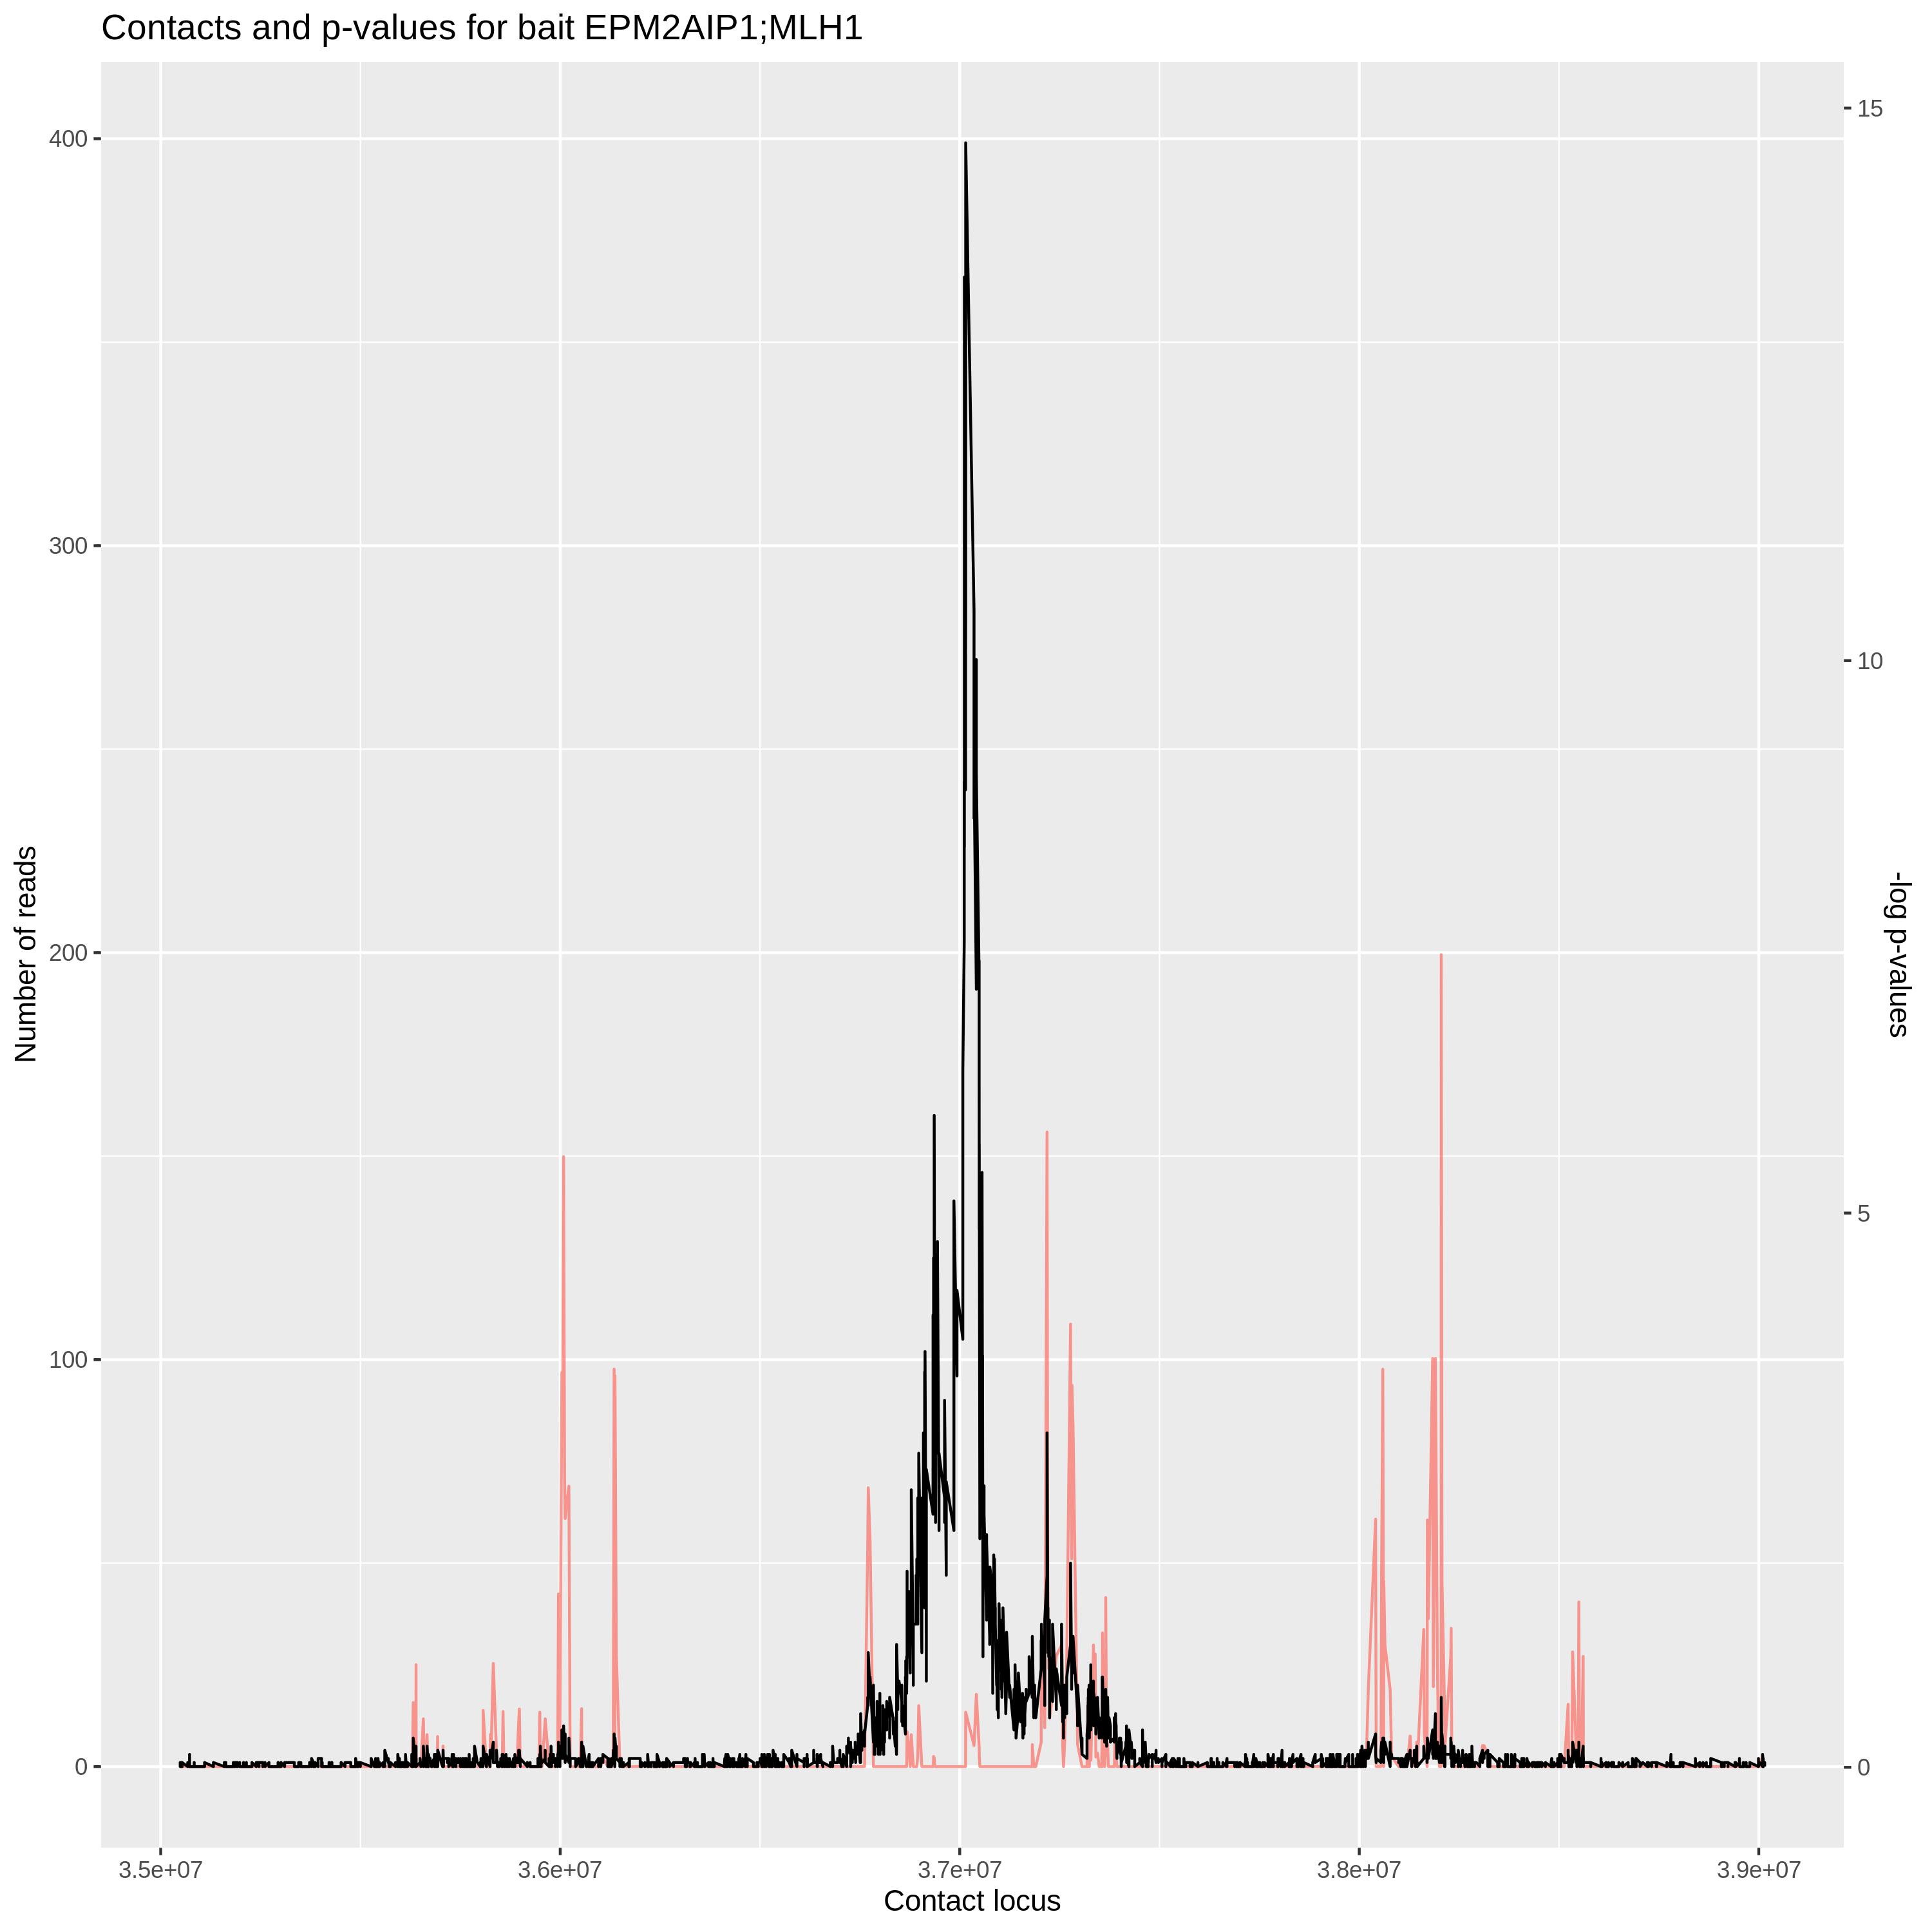 Contacts and p-values for bait EPM2AIP1;MLH1
400
300
200
100
0
Number of reads
15
10
5
0
-log p-values
3.5e+07
3.6e+07
3.7e+07
3.8e+07
3.9e+07
Contact locus